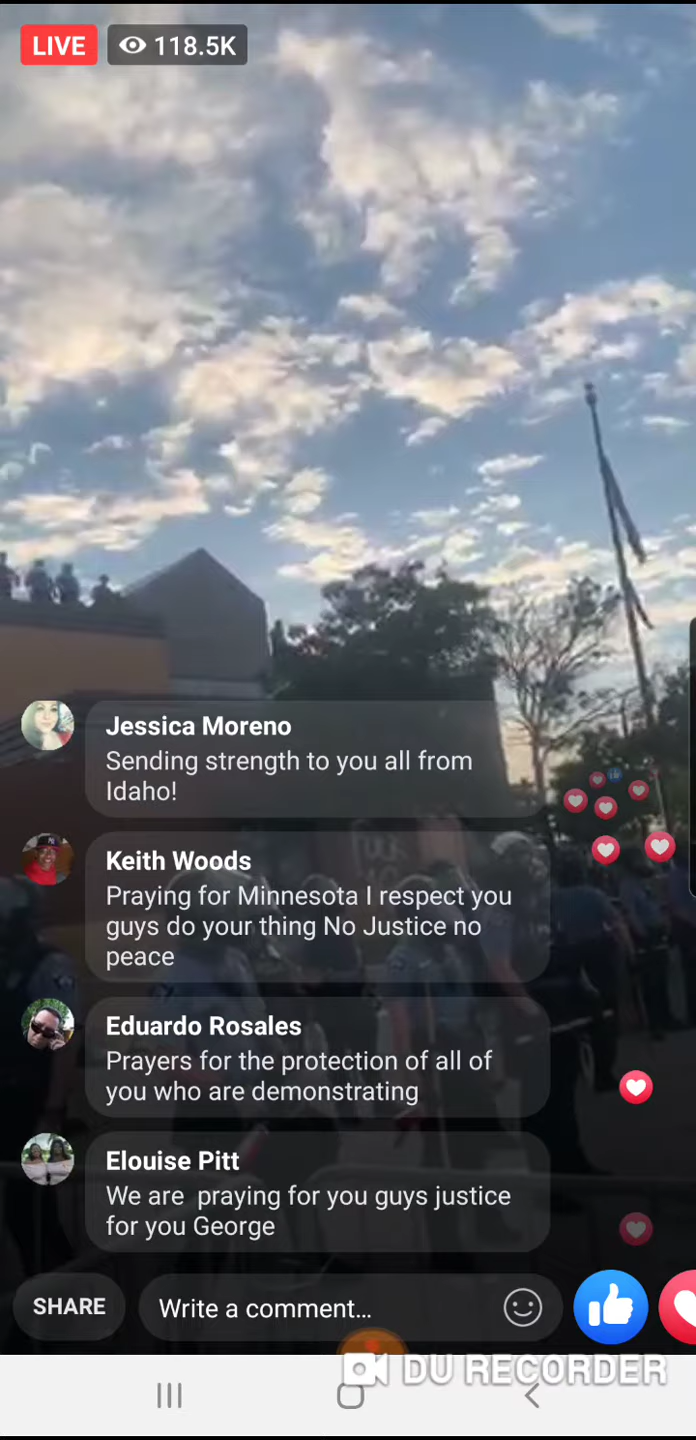 LIVE 118.5K
Jessica Moreno
Sending strength to you all from
Idaho!
Keith Woods
Praying for Minnesota I respect you
guys do your thing No Justice no
peace
Eduardo Rosales
Prayers for the protection of all of
you who are demonstrating
Elouise Pitt
We are  praying for you guys justice
for you George
SHARE Write a comment...
DU RECORDER